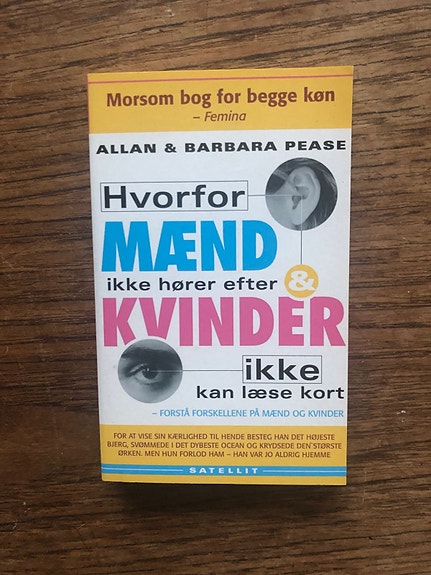 Morsom bog for begge køn
– Femina
ALLAN & BARBARA PEASE
Hvorfor
MÆND
ikke hører efter &
KVINDER
ikke
kan læse kort
– FORSTÅ FORSKELLENE PÅ MÆND OG KVINDER
FOR AT VISE SIN KÆRLIGHED TIL HENDE BESTEG HAN DET HØJESTE
BJERG, SVØMMEDE I DET DYBESTE OCEAN OG KRYDSEDE DEN STØRSTE
ØRKEN. MEN HUN FORLOD HAM – HAN VAR JO ALDRIG HJEMME
SATELLIT